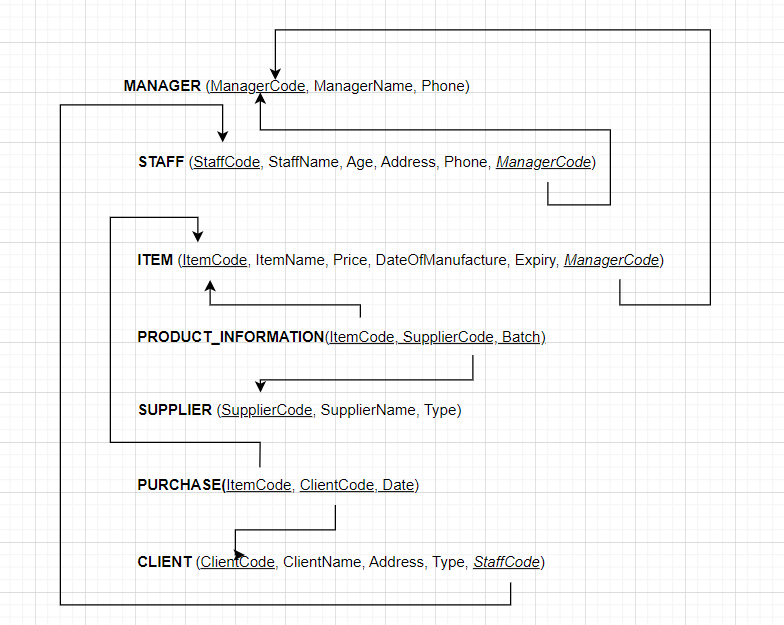 MANAGER (ManagerCode, ManagerName, Phone)
STAFF (StaffCode, StaffName, Age, Address, Phone, ManagerCode)
ITEM (ItemCode, ItemName, Price, DateOfManufacture, Expiry, ManagerCode)
PRODUCT_INFORMATION(ItemCode, SupplierCode, Batch)
SUPPLIER (SupplierCode, SupplierName, Type)
PURCHASE(ItemCode, ClientCode, Date)
CLIENT (ClientCode, ClientName, Address, Type, StaffCode)